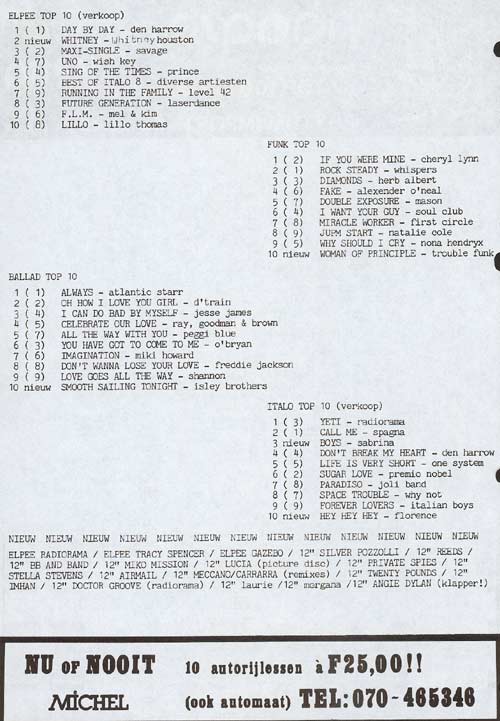 ELPEE TOP 10 (verkoop)
1 ( 1) DAY BY DAY - den harrow
2 nieuw WHITNEY - Whitney houston
3 ( 2) MAXI-SINGLE - savage
4 ( 7) UNO - wish key
5 ( 4) SING OF THE TIMES - prince
6 ( 5) BEST OF ITALO 8 - diverse artiesten
7 ( 9) RUNNING IN THE FAMILY - level 42
8 ( 3) FUTURE GENERATION - laserdance
9 ( 6) F.L.M. - mel & kim
10 ( 8) LILLO - lillo thomas
FUNK TOP 10
1 ( 2) IF YOU WERE MINE - cheryl lynn
2 ( 1) ROCK STEADY - whispers
3 ( 3) DIAMONDS - herb albert
4 ( 6) FAKE - alexender o'neal
5 ( 7) DOUBLE EXPOSURE - mason
6 ( 4) I WANT YOUR GUY - soul club
7 ( 8) MIRACLE WORKER - first circle
8 ( 9) JUPM START - natalie cole
9 ( 5) WHY SHOULD I CRY - nona hendryx
10 nieuw WOMAN OF PRINCIPLE - trouble funk
BALLAD TOP 10
1 ( 1) ALWAYS - atlantic starr
2 ( 2) OH HOW I LOVE YOU GIRL - d'train
3 ( 4) I CAN DO BAD BY MYSELF - jesse james
4 ( 5) CELEBRATE OUR LOVE - ray, goodman & brown
5 ( 7) ALL THE WAY WITH YOU - peggi blue
6 ( 3) YOU HAVE GOT TO COME TO ME - o'bryan
7 ( 6) IMAGINATION - miki howard
8 ( 8) DON'T WANNA LOSE YOUR LOVE - freddie jackson
9 ( 9) LOVE GOES ALL THE WAY - shannon
10 nieuw SMOOTH SAILING TONIGHT - isley brothers
ITALO TOP 10 (verkoop)
1 ( 3) YETI - radiorama
2 ( 1) CALL ME - spagna
3 nieuw BOYS - sabrina
4 ( 4) DON'T BREAK MY HEART - den harrow
5 ( 5) LIFE IS VERY SHORT - one system
6 ( 2) SUGAR LOVE - premio nobel
7 ( 8) PARADISO - joli band
8 ( 7) SPACE TROUBLE - why not
9 ( 9) FOREVER LOVERS - italian boys
10 nieuw HEY HEY HEY - florence
NIEUW NIEUW NIEUW NIEUW NIEUW NIEUW NIEUW NIEUW NIEUW NIEUW NIEUW NIEUW
ELPEE RADIORAMA / ELPEE TRACY SPENCER / ELPEE GAZEBO / 12" SILVER POZZOLLI / 12" REEDS /
12" BB AND BAND / 12" MIKO MISSION / 12" LUCIA (picture disc) / 12" PRIVATE SPIES / 12"
STELLA STEVENS / 12" AIRMAIL / 12" MECCANO/CARRARRA (remixes) / 12" TWENTY POUNDS / 12"
IMHAN / 12" DOCTOR GROOVE (radiorama) / 12" laurie /12" morgana /12" ANGIE DYLAN (klapper!)
NU OF NOOIT 10 autorijlessen à F25,00!!
MICHEL (ook automaat) TEL:070-465346